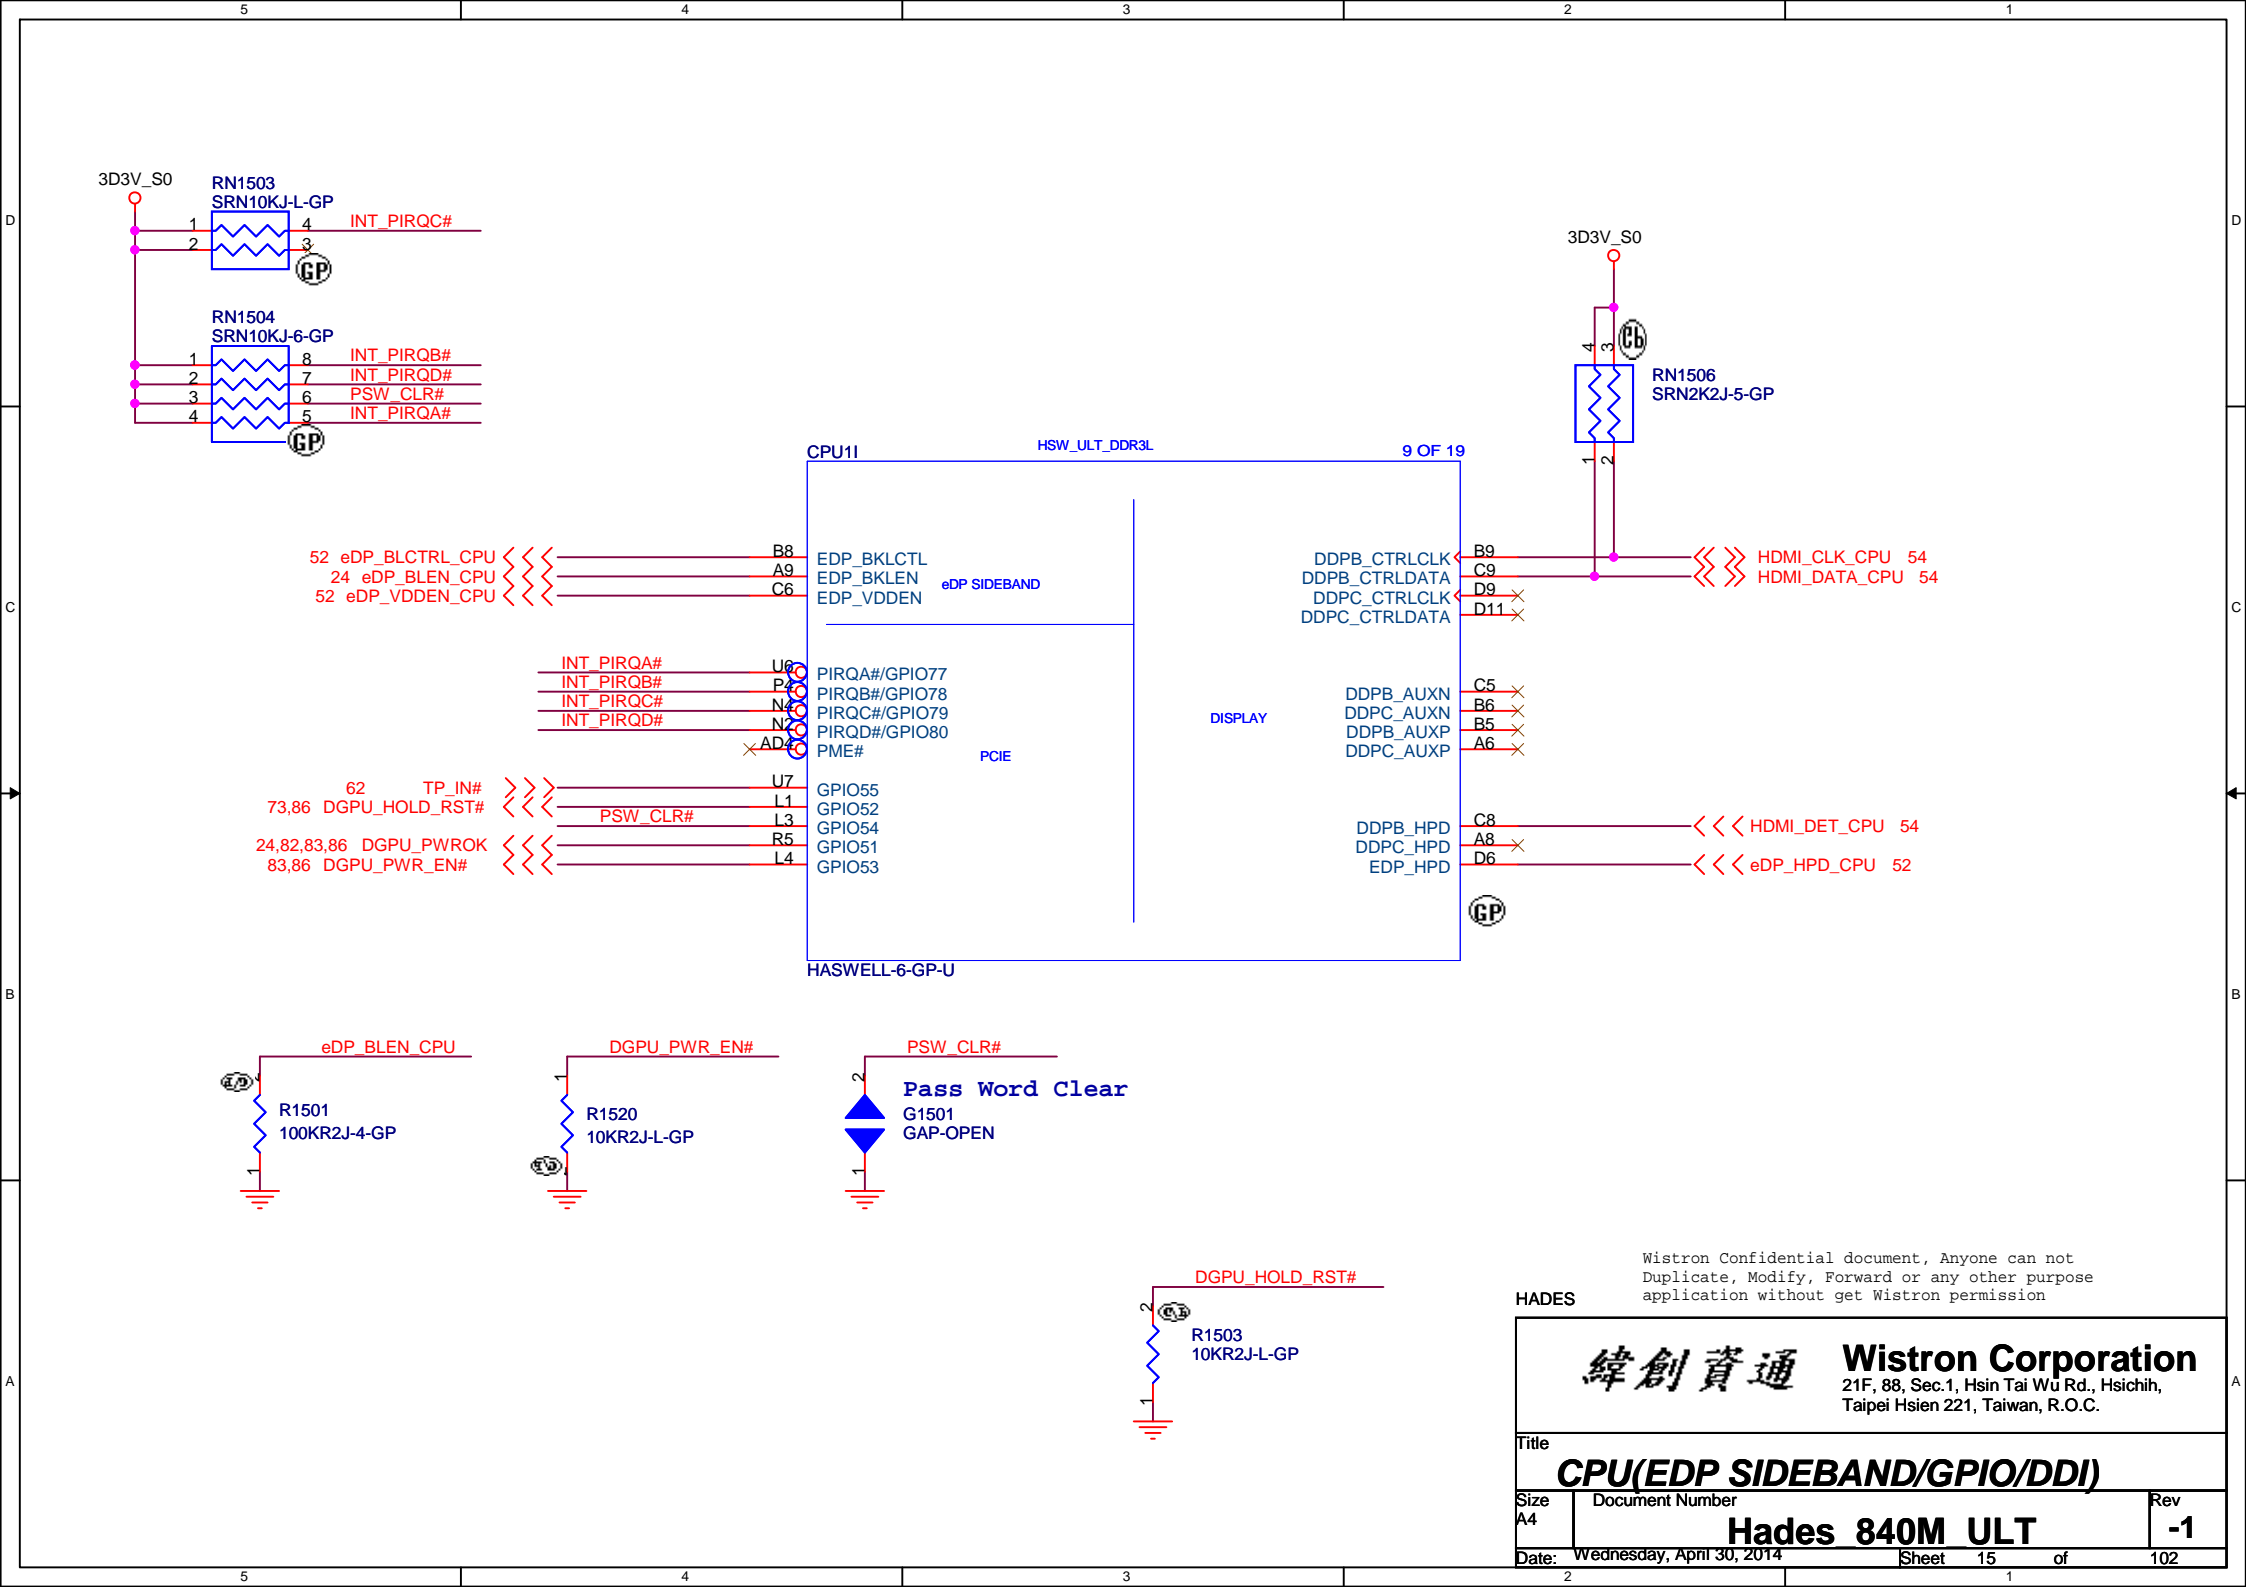 5 4 3 2 1
3D3V_S0
RN1503
SRN10KJ-L-GP
1 4 INT_PIRQC#
2 3
GP
RN1504
SRN10KJ-6-GP
1 8 INT_PIRQB#
2 7 INT_PIRQD#
3 6 PSW_CLR#
4 5 INT_PIRQA#
GP
D D
3D3V_S0
Cb
4 3
RN1506
SRN2K2J-5-GP
1 2
CPU1I HSW_ULT_DDR3L 9 OF 19
52 eDP_BLCTRL_CPU B8 EDP_BKLCTL
24 eDP_BLEN_CPU A9 EDP_BKLEN
52 eDP_VDDEN_CPU C6 EDP_VDDEN
eDP SIDEBAND
DDPB_CTRLCLK B9 HDMI_CLK_CPU 54
DDPB_CTRLDATA C9 HDMI_DATA_CPU 54
DDPC_CTRLCLK D9
DDPC_CTRLDATA D11
C C
INT_PIRQA# U6 PIRQA#/GPIO77
INT_PIRQB# P4 PIRQB#/GPIO78
INT_PIRQC# N4 PIRQC#/GPIO79
INT_PIRQD# N2 PIRQD#/GPIO80
AD4 PME#
DISPLAY
PCIE
DDPB_AUXN C5
DDPC_AUXN B6
DDPB_AUXP B5
DDPC_AUXP A6
62 TP_IN# U7 GPIO55
73,86 DGPU_HOLD_RST# L1 GPIO52
PSW_CLR# L3 GPIO54
24,82,83,86 DGPU_PWROK R5 GPIO51
83,86 DGPU_PWR_EN# L4 GPIO53
DDPB_HPD C8 HDMI_DET_CPU 54
DDPC_HPD A8
EDP_HPD D6 eDP_HPD_CPU 52
GP
HASWELL-6-GP-U
B B
eDP_BLEN_CPU
R1501
100KR2J-4-GP
1
DGPU_PWR_EN#
1
R1520
10KR2J-L-GP
PSW_CLR#
2
Pass Word Clear
G1501
GAP-OPEN
1
DGPU_HOLD_RST#
2
R1503
10KR2J-L-GP
1
A A
Wistron Confidential document, Anyone can not
Duplicate, Modify, Forward or any other purpose
application without get Wistron permission
HADES
緯創資通
Wistron Corporation
21F, 88, Sec.1, Hsin Tai Wu Rd., Hsichih,
Taipei Hsien 221, Taiwan, R.O.C.
Title
CPU(EDP SIDEBAND/GPIO/DDI)
Size Document Number Rev
A4 Hades_840M_ULT -1
Date: Wednesday, April 30, 2014 Sheet 15 of 102
5 4 3 2 1